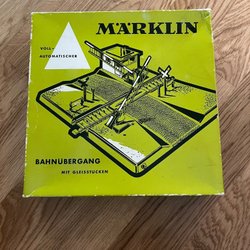 MÄRKLIN
VOLL-
AUTOMATISCHER
BAHNÜBERGANG
MIT GLEISSTÜCKEN